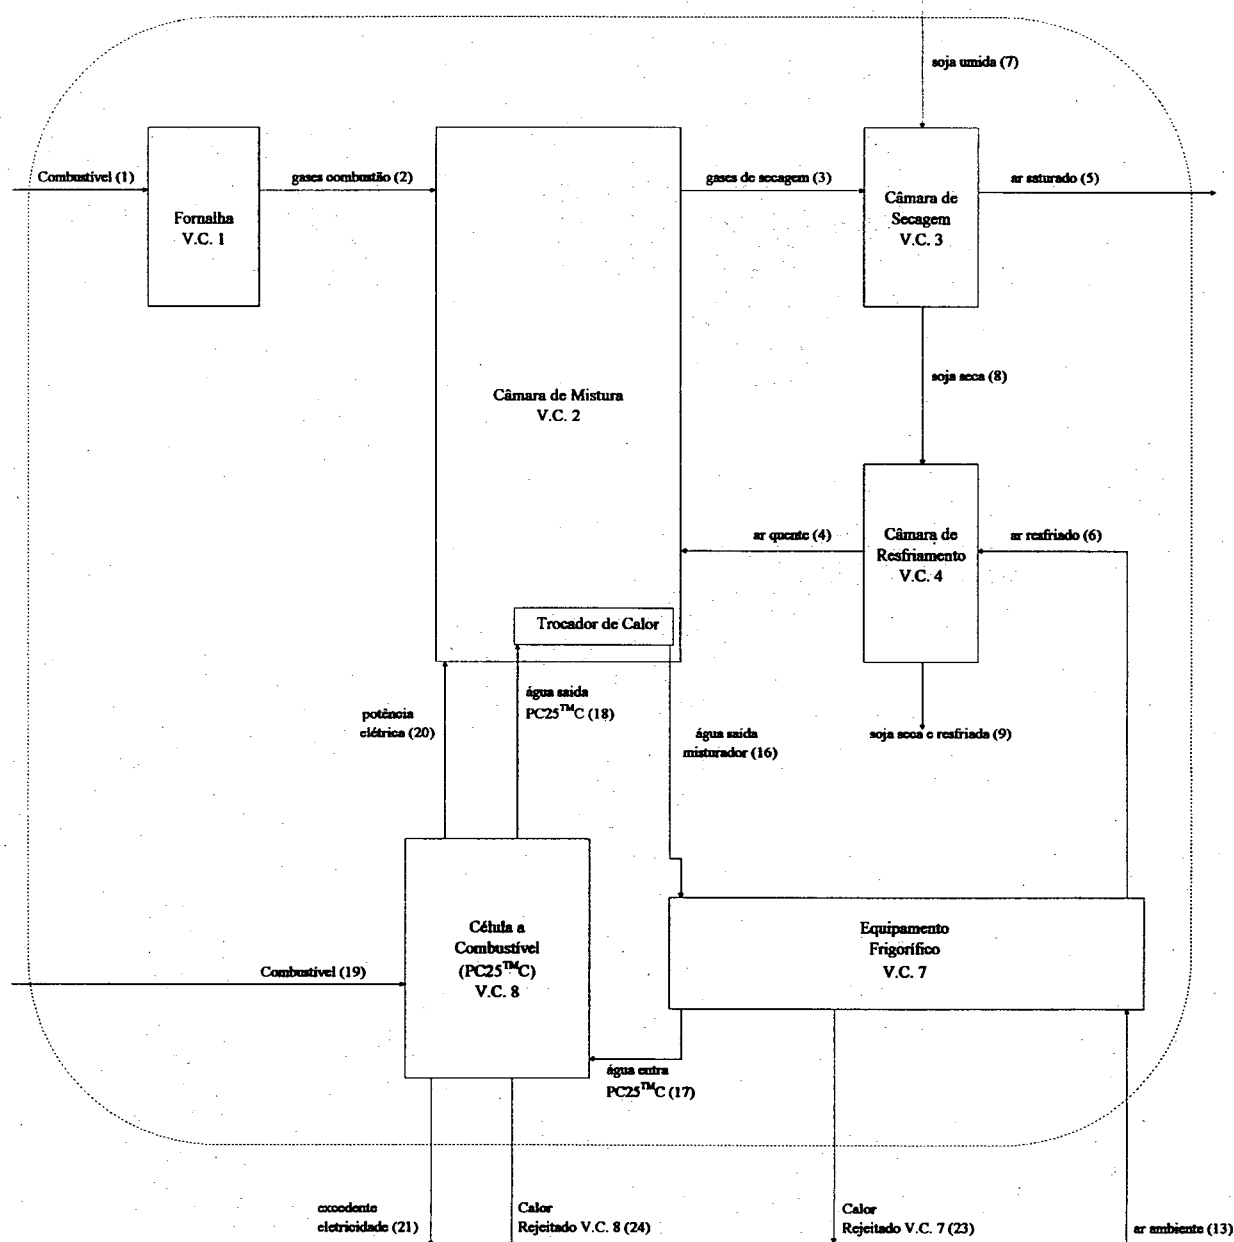 soja umida (7)
Combustível (1)
gases combustão (2)
gases de secagem (3)
ar saturado (5)
Fornalha
V.C. 1
Câmara de
Secagem
V.C. 3
soja seca (8)
Câmara de Mistura
V.C. 2
ar quente (4)
Câmara de
Resfriamento
V.C. 4
ar resfriado (6)
Trocador de Calor
potência
elétrica (20)
água saida
PC25™C (18)
água saida
misturador (16)
soja seca e resfriada (9)
Célula a
Combustível
(PC25™C)
V.C. 8
Equipamento
Frigorífico
V.C. 7
Combustível (19)
água entra
PC25™C (17)
excedente
eletricidade (21)
Calor
Rejeitado V.C. 8 (24)
Calor
Rejeitado V.C. 7 (23)
ar ambiente (13)